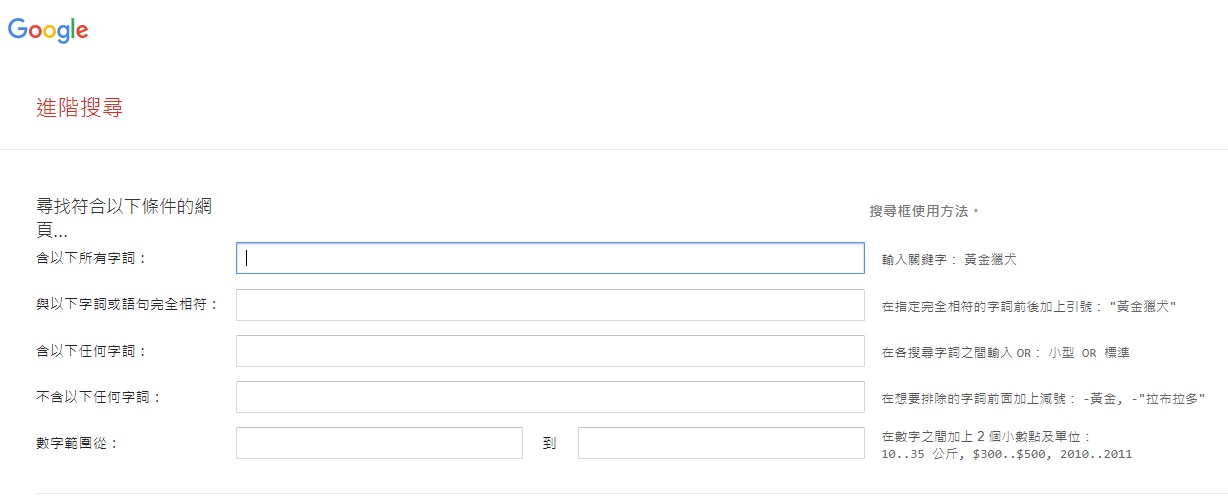 Google
進階搜尋
尋找符合以下條件的網
頁...
搜尋框使用方法。
含以下所有字詞：
輸入關鍵字： 黃金獵犬
與以下字詞或語句完全相符：
在指定完全相符的字詞前後加上引號： "黃金獵犬"
含以下任何字詞：
在各搜尋字詞之間輸入 OR： 小型 OR 標準
不含以下任何字詞：
在想要排除的字詞前面加上減號： -黃金, -"拉布拉多"
數字範圍從：
到
在數字之間加上 2 個小數點及單位：
10..35 公斤, $300..$500, 2010..2011